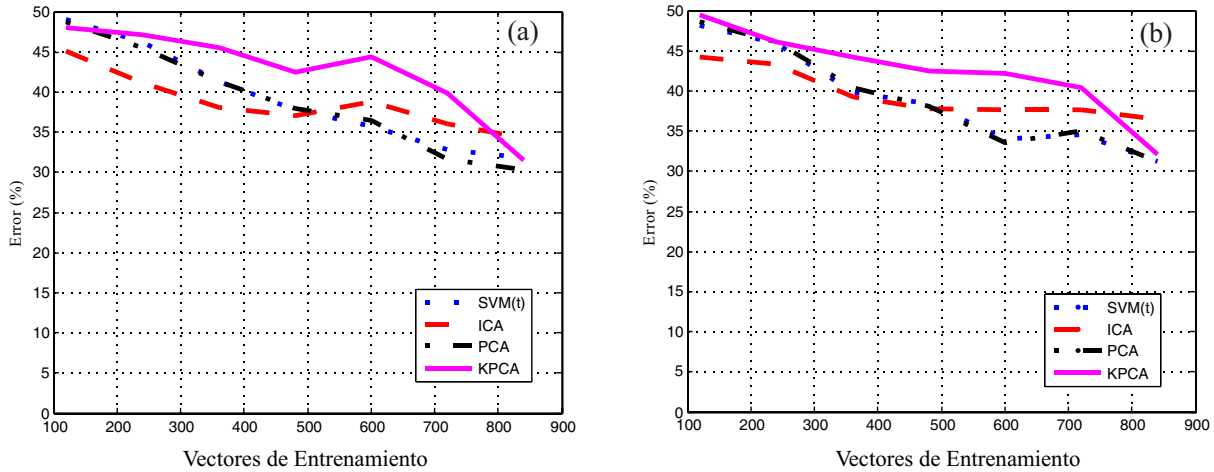 (a)
50
45
40
35
30
25
20
15
10
5
0
Error (%)
100 200 300 400 500 600 700 800 900
Vectores de Entrenamiento
SVM(t)
ICA
PCA
KPCA
(b)
50
45
40
35
30
25
20
15
10
5
0
Error (%)
100 200 300 400 500 600 700 800 900
Vectores de Entrenamiento
SVM(t)
ICA
PCA
KPCA